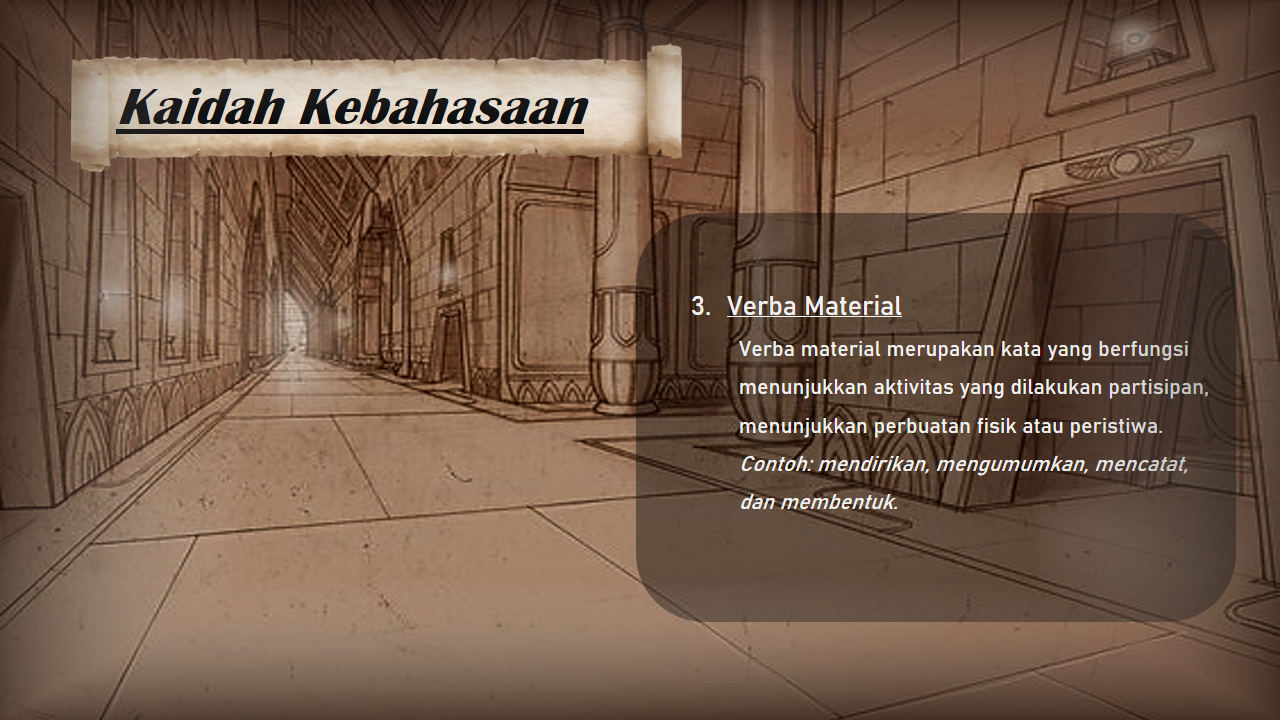 Kaidah Kebahasaan
3. Verba Material
Verba material merupakan kata yang berfungsi
menunjukkan aktivitas yang dilakukan partisipan,
menunjukkan perbuatan fisik atau peristiwa.
Contoh: mendirikan, mengumumkan, mencatat,
dan membentuk.